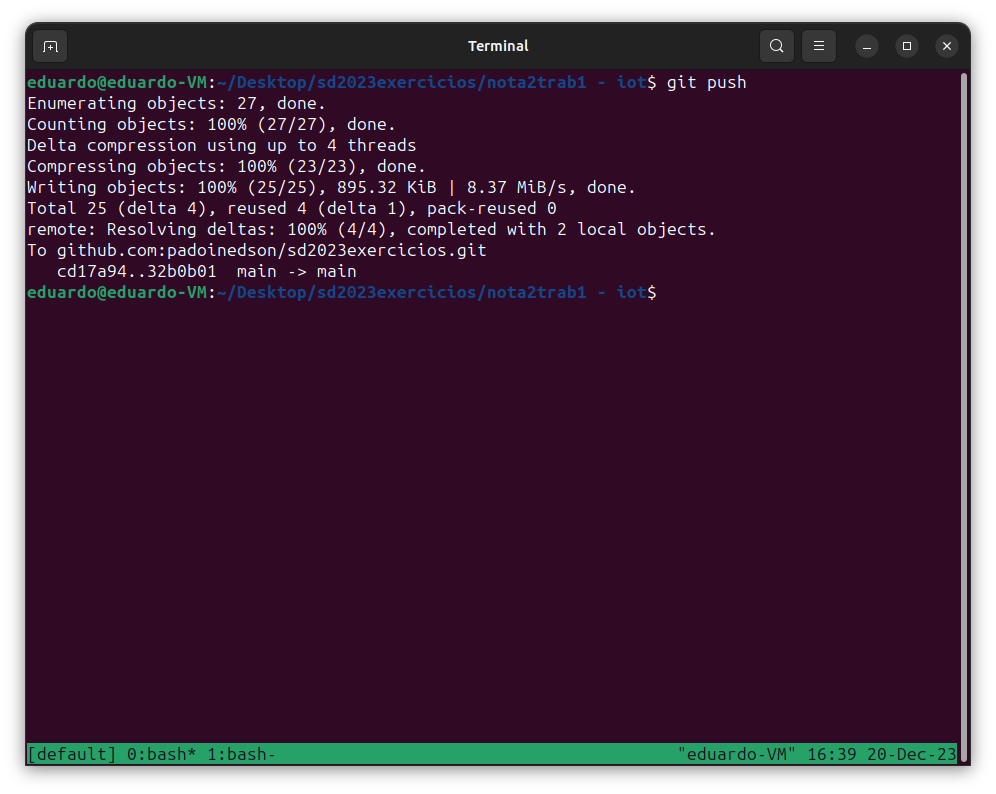 Terminal
eduardo@eduardo-VM:~/Desktop/sd2023exercicios/nota2trab1 - iot$ git push
Enumerating objects: 27, done.
Counting objects: 100% (27/27), done.
Delta compression using up to 4 threads
Compressing objects: 100% (23/23), done.
Writing objects: 100% (25/25), 895.32 KiB | 8.37 MiB/s, done.
Total 25 (delta 4), reused 4 (delta 1), pack-reused 0
remote: Resolving deltas: 100% (4/4), completed with 2 local objects.
To github.com:padoinedson/sd2023exercicios.git
   cd17a94..32b0b01  main -> main
eduardo@eduardo-VM:~/Desktop/sd2023exercicios/nota2trab1 - iot$
[default] 0:bash* 1:bash- "eduardo-VM" 16:39 20-Dec-23